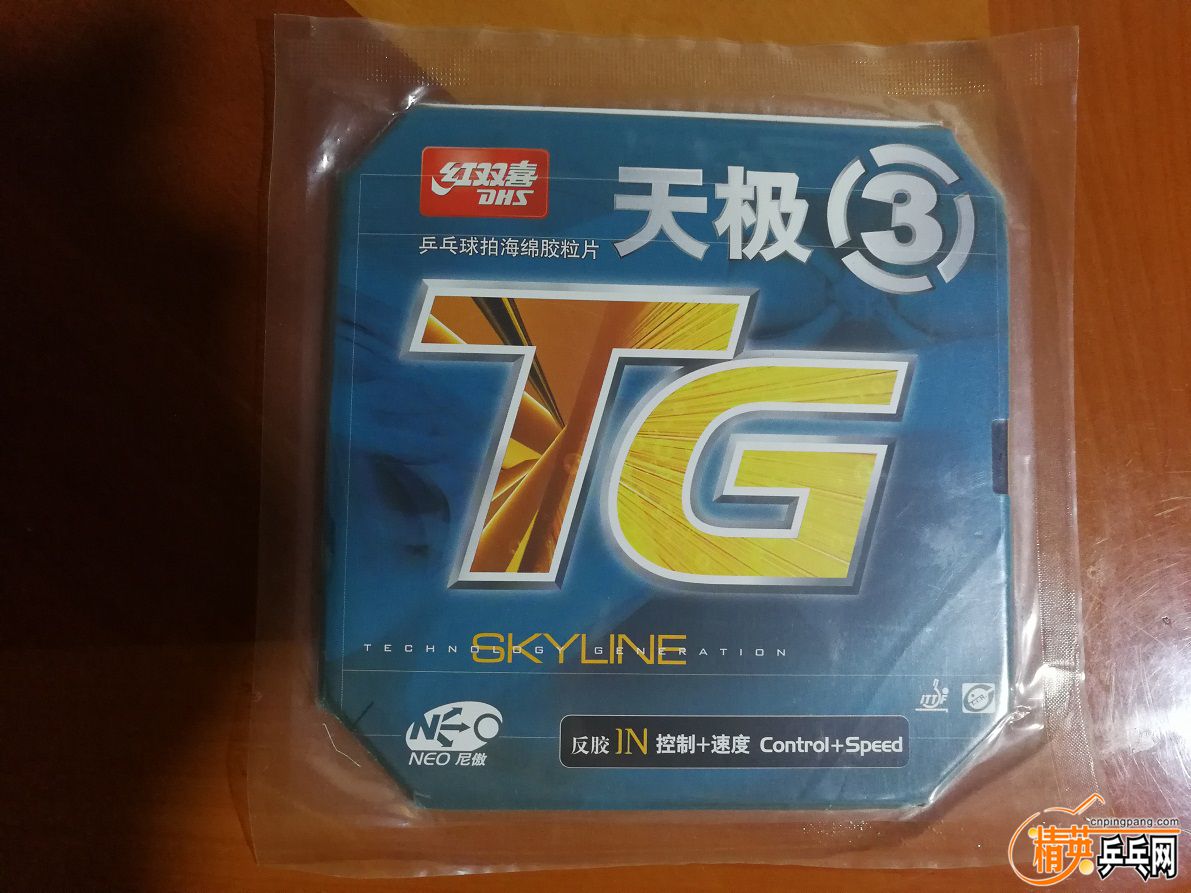 红双喜
DHS
天极 3
乒乓球拍海绵胶粒片
TG
SKYLINE
TECHNOLOGY GENERATION
NEO
NEO 尼傲
反胶 IN 控制+速度 Control+Speed
ITTF
cnpingpang.com
精英乒乓网